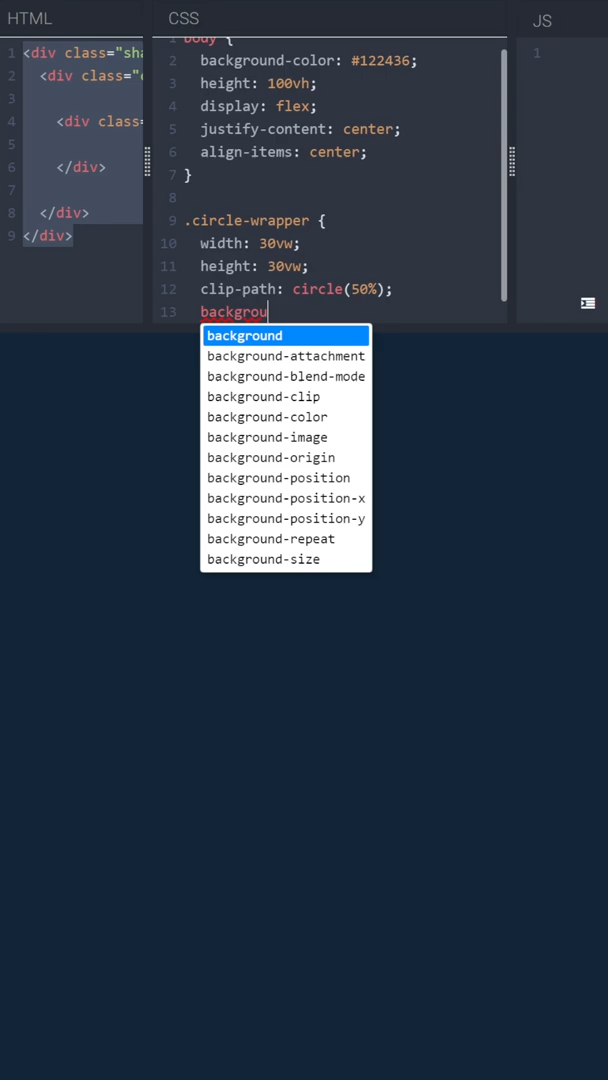 HTML
1 <div class="sha
2 <div class="
3
4 <div class=
5
6 </div>
7
8 </div>
9 </div>
CSS
1 body {
2 background-color: #122436;
3 height: 100vh;
4 display: flex;
5 justify-content: center;
6 align-items: center;
7 }
8
9 .circle-wrapper {
10 width: 30vw;
11 height: 30vw;
12 clip-path: circle(50%);
13 backgrou
background
background-attachment
background-blend-mode
background-clip
background-color
background-image
background-origin
background-position
background-position-x
background-position-y
background-repeat
background-size
JS
1